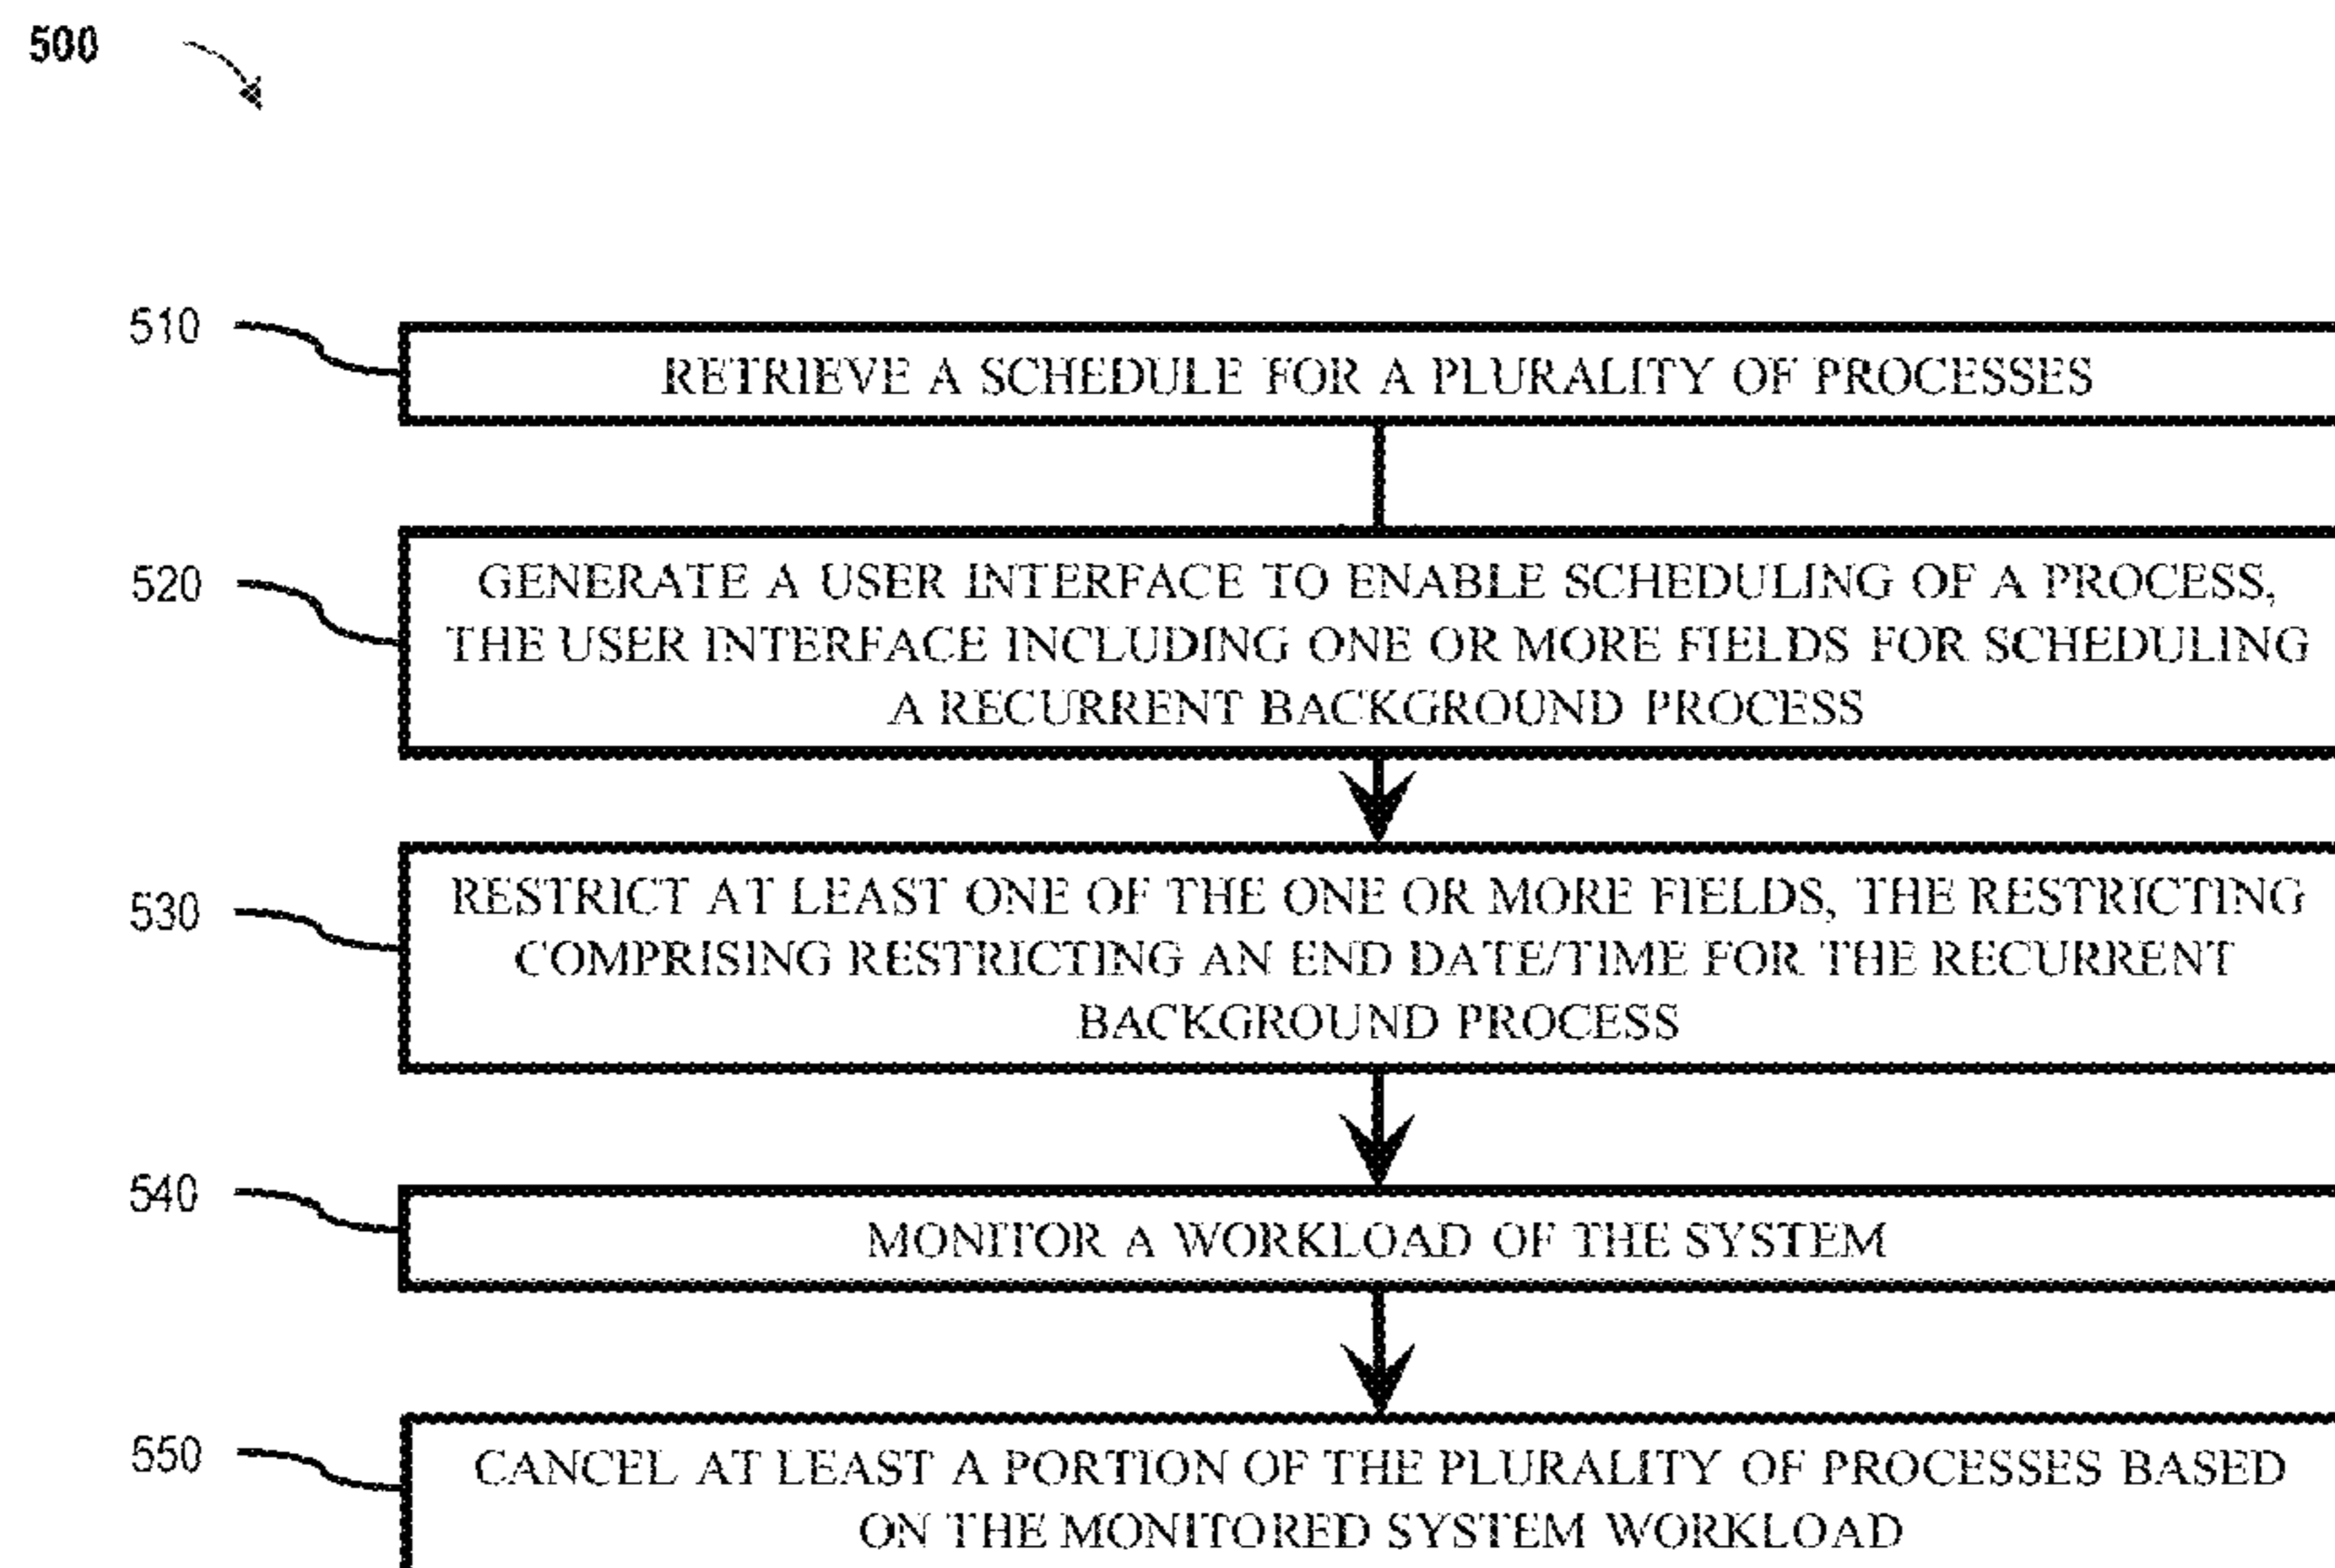 500
510
RETRIEVE A SCHEDULE FOR A PLURALITY OF PROCESSES
520
GENERATE A USER INTERFACE TO ENABLE SCHEDULING OF A PROCESS,
THE USER INTERFACE INCLUDING ONE OR MORE FIELDS FOR SCHEDULING
A RECURRENT BACKGROUND PROCESS
530
RESTRICT AT LEAST ONE OF THE ONE OR MORE FIELDS, THE RESTRICTING
COMPRISING RESTRICTING AN END DATE/TIME FOR THE RECURRENT
BACKGROUND PROCESS
540
MONITOR A WORKLOAD OF THE SYSTEM
550
CANCEL AT LEAST A PORTION OF THE PLURALITY OF PROCESSES BASED
ON THE MONITORED SYSTEM WORKLOAD